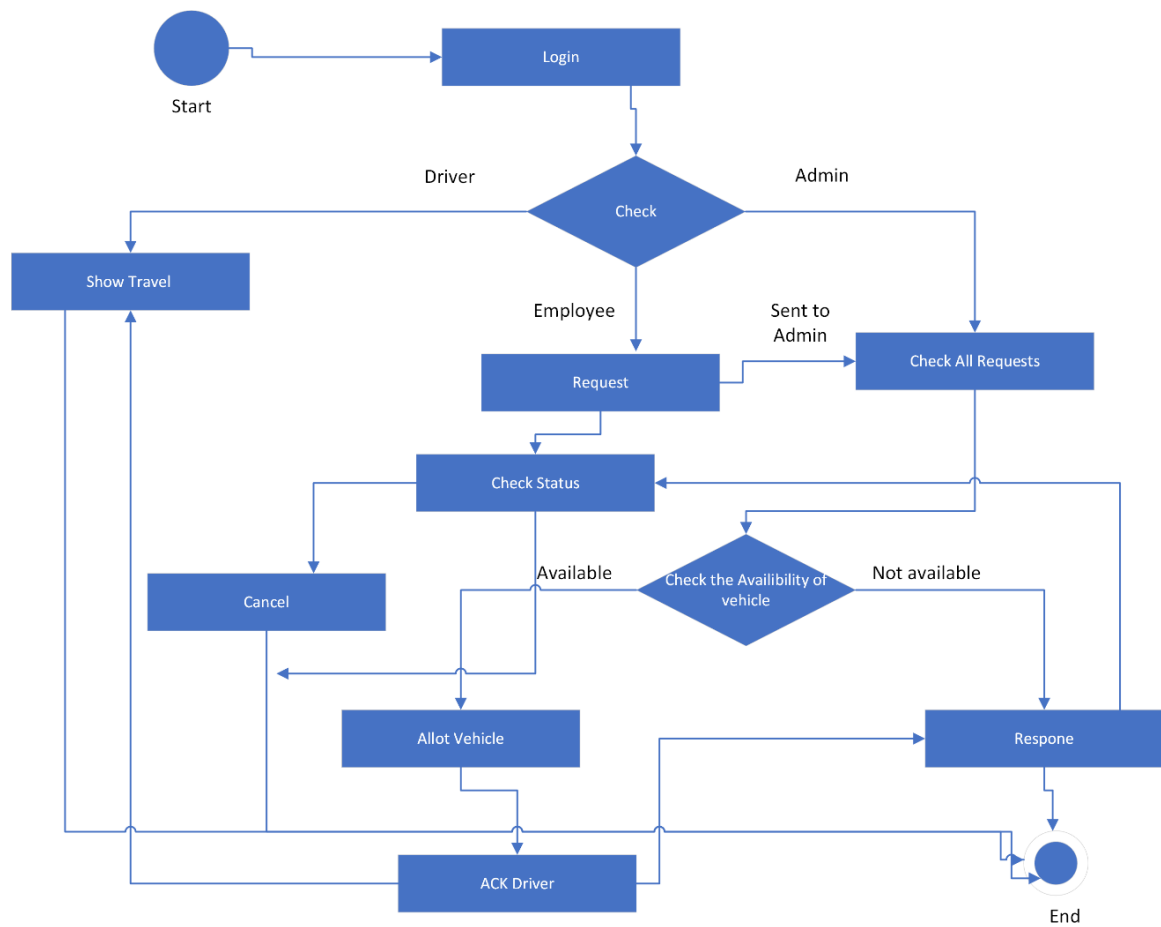 Login
Start
Driver
Admin
Check
Show Travel
Employee
Sent to
Admin
Check All Requests
Request
Check Status
Available
Check the Availibility of
vehicle
Not available
Cancel
Allot Vehicle
Respone
ACK Driver
End